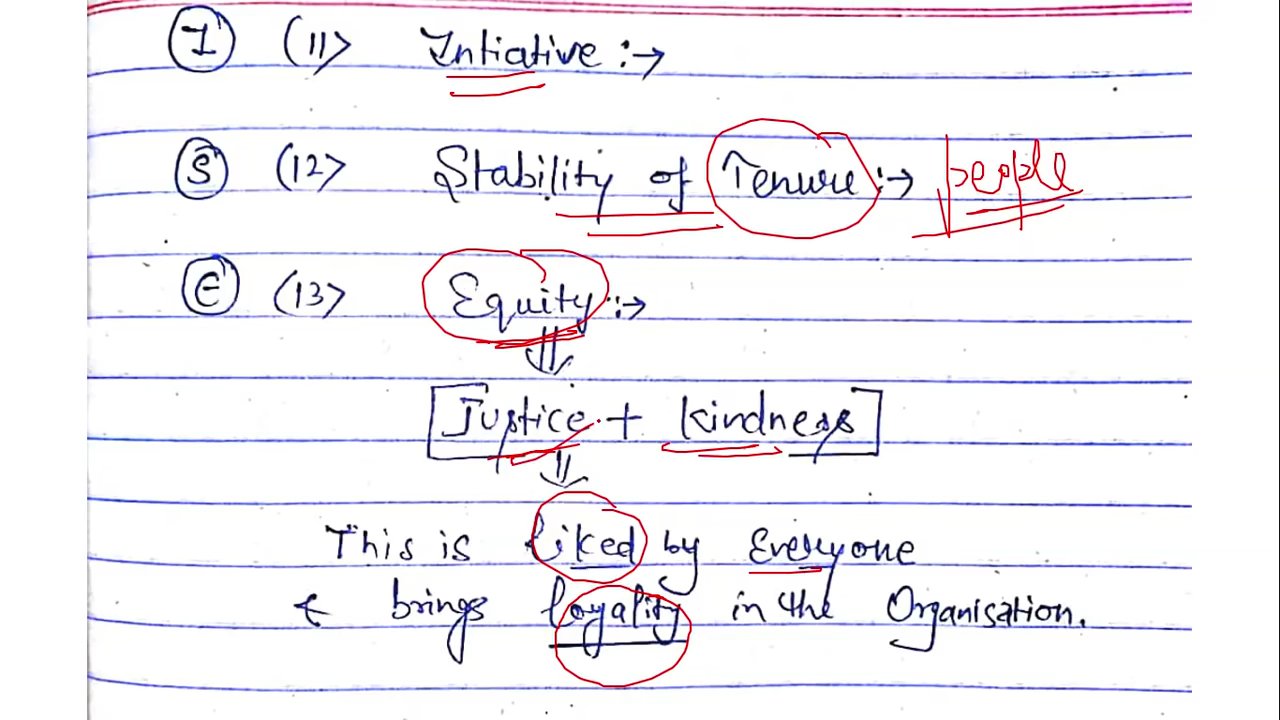 I (11) Intiative :→
S (12) Stability of Tenure :→ people
E (13) Equity :→
Justice + kindness
This is liked by Everyone
& brings loyality in the Organisation.